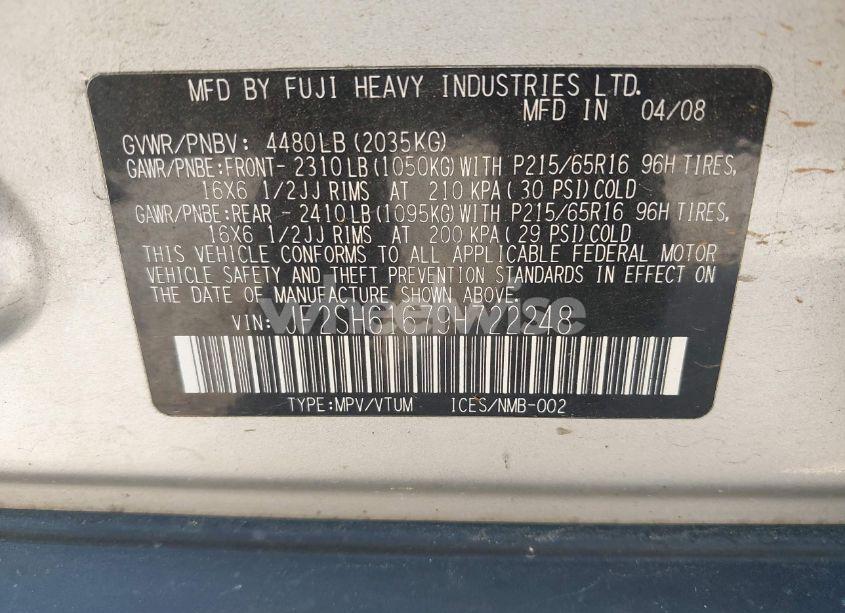 MFD BY FUJI HEAVY INDUSTRIES LTD.
MFD IN 04/08
GVWR/PNBV: 4480LB(2035KG)
GAWR/PNBE:FRONT- 2310LB(1050KG)WITH P215/65R16 96H TIRES,
16X6 1/2JJ RIMS AT 210 KPA(30 PSI)COLD
GAWR/PNBE:REAR - 2410LB(1095KG)WITH P215/65R16 96H TIRES,
16X6 1/2JJ RIMS AT 200 KPA(29 PSI)COLD
THIS VEHICLE CONFORMS TO ALL APPLICABLE FEDERAL MOTOR
VEHICLE SAFETY AND THEFT PREVENTION STANDARDS IN EFFECT ON
THE DATE OF MANUFACTURE SHOWN ABOVE.
VIN:
TYPE:MPV/VTUM ICES/NMB-002